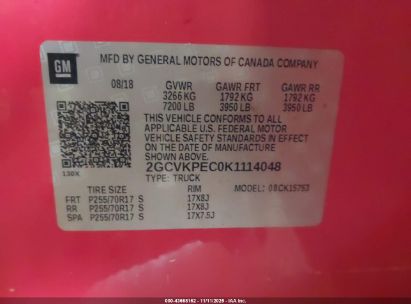 GM
MFD BY GENERAL MOTORS OF CANADA COMPANY
08/18 GVWR GAWR FRT GAWR RR
3266 KG 1792 KG 1792 KG
7200 LB 3950 LB 3950 LB
THIS VEHICLE CONFORMS TO ALL
APPLICABLE U.S. FEDERAL MOTOR
VEHICLE SAFETY STANDARDS IN EFFECT
ON THE DATE OF MANUFACTURE
SHOWN ABOVE.
2GCVKPEC0K1114048
130X TYPE: TRUCK
TIRE SIZE RIM MODEL: 08CK15753
FRT P255/70R17 S 17X8J
RR P255/70R17 S 17X8J
SPA P255/70R17 S 17X7.5J